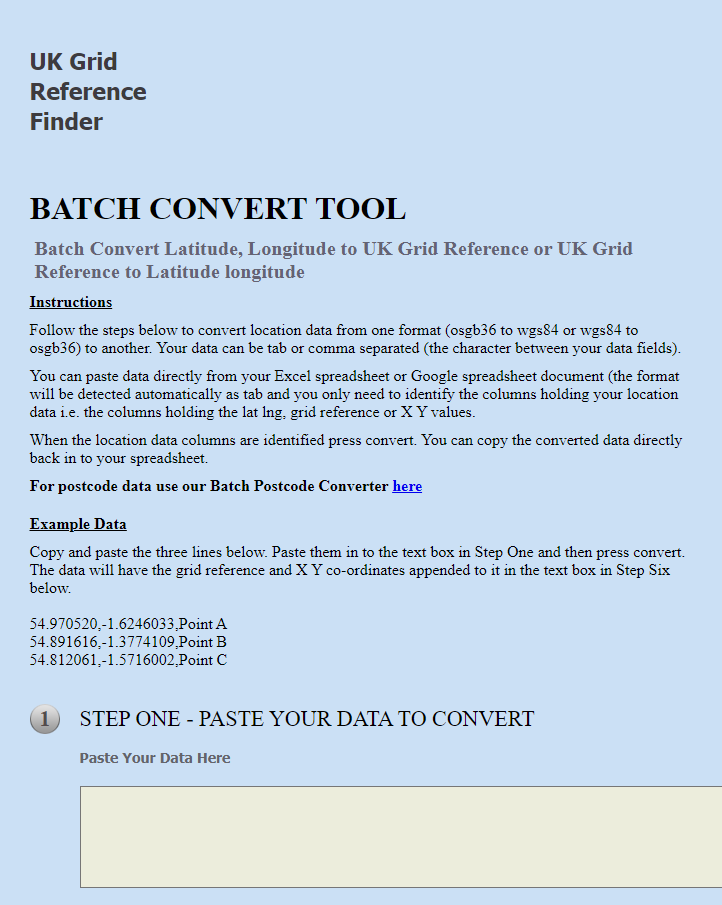 UK Grid
Reference
Finder
BATCH CONVERT TOOL
Batch Convert Latitude, Longitude to UK Grid Reference or UK Grid
Reference to Latitude longitude
Instructions
Follow the steps below to convert location data from one format (osgb36 to wgs84 or wgs84 to
osgb36) to another. Your data can be tab or comma separated (the character between your data fields).
You can paste data directly from your Excel spreadsheet or Google spreadsheet document (the format
will be detected automatically as tab and you only need to identify the columns holding your location
data i.e. the columns holding the lat lng, grid reference or X Y values.
When the location data columns are identified press convert. You can copy the converted data directly
back in to your spreadsheet.
For postcode data use our Batch Postcode Converter here
Example Data
Copy and paste the three lines below. Paste them in to the text box in Step One and then press convert.
The data will have the grid reference and X Y co-ordinates appended to it in the text box in Step Six
below.
54.970520,-1.6246033,Point A
54.891616,-1.3774109,Point B
54.812061,-1.5716002,Point C
1 STEP ONE - PASTE YOUR DATA TO CONVERT
Paste Your Data Here